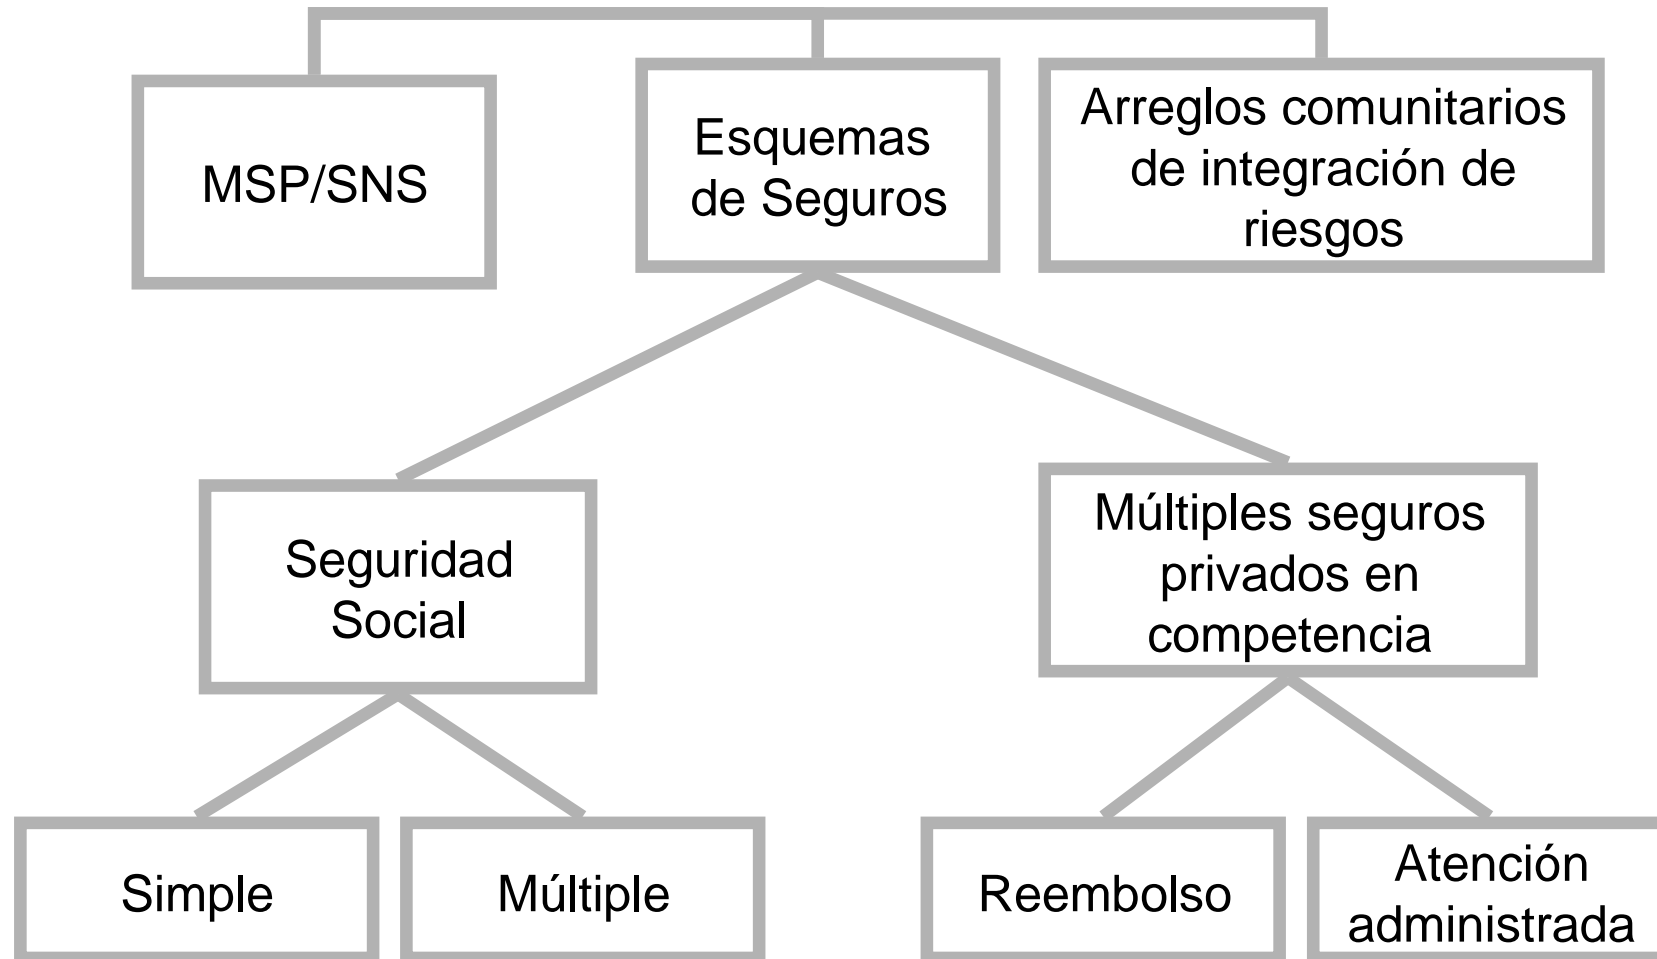 MSP/SNS
Esquemas
de Seguros
Arreglos comunitarios
de integración de
riesgos
Seguridad
Social
Múltiples seguros
privados en
competencia
Simple
Múltiple
Reembolso
Atención
administrada